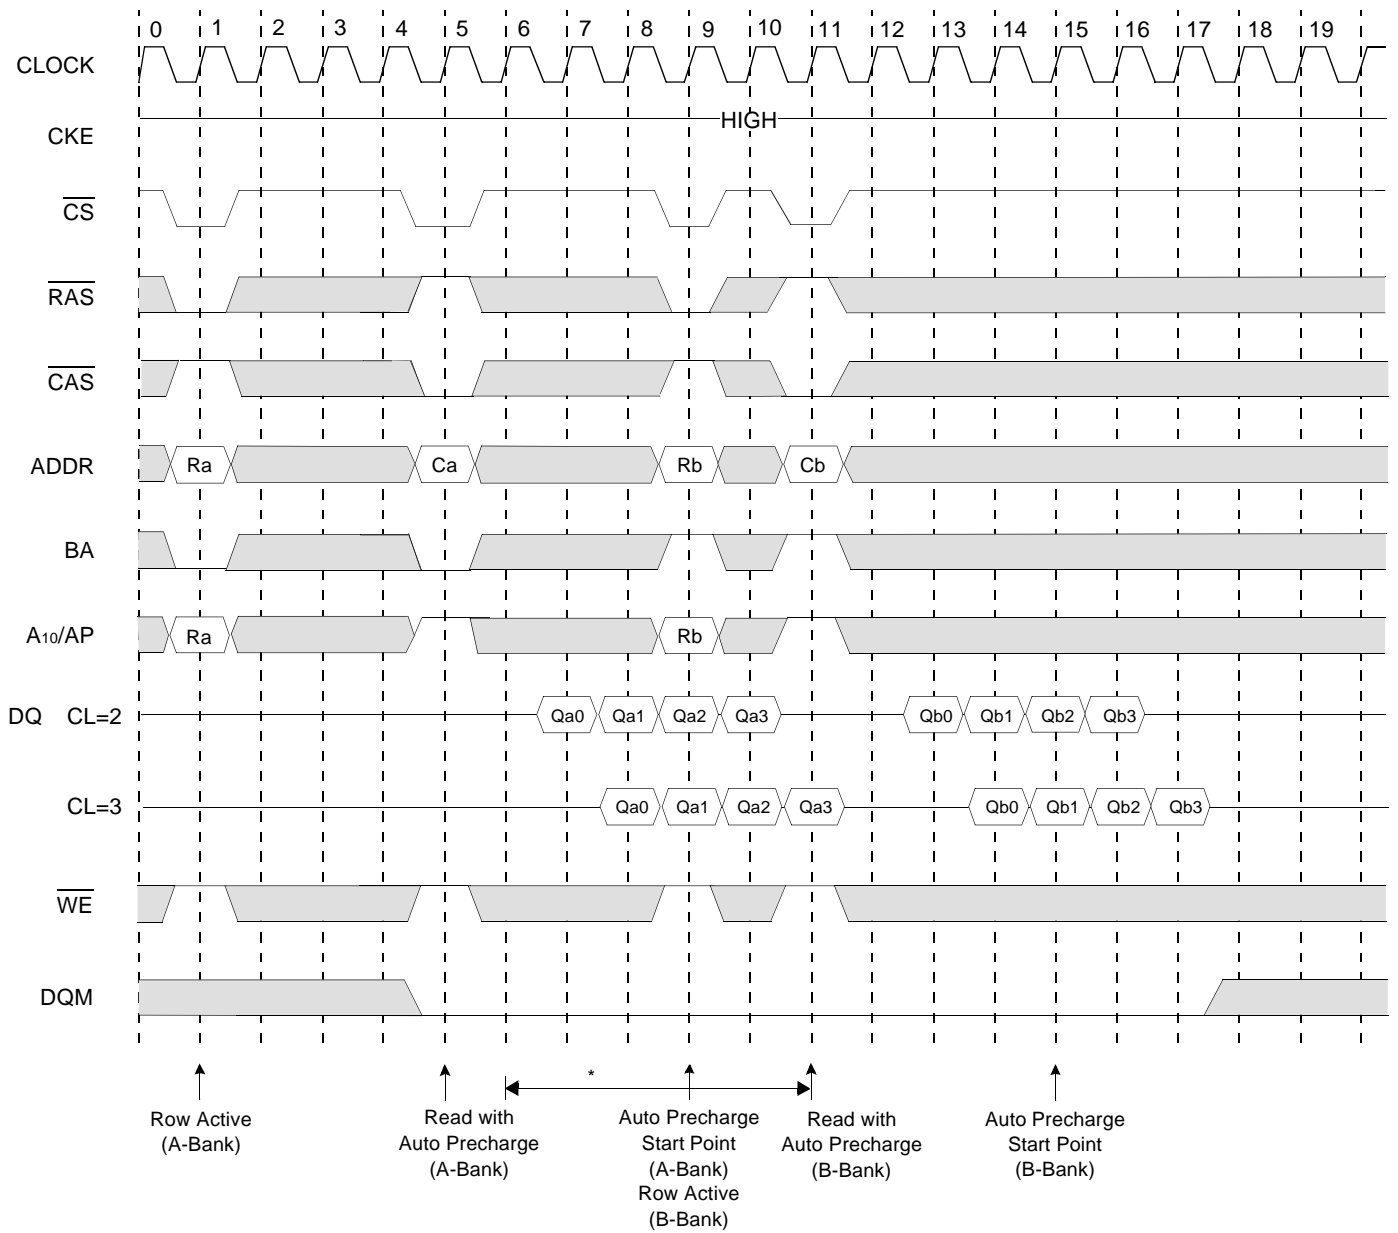 0 1 2 3 4 5 6 7 8 9 10 11 12 13 14 15 16 17 18 19
CLOCK
HIGH
CKE
CS
RAS
CAS
ADDR Ra Ca Rb Cb
BA
A10/AP Ra Rb
DQ CL=2 Qa0 Qa1 Qa2 Qa3 Qb0 Qb1 Qb2 Qb3
CL=3 Qa0 Qa1 Qa2 Qa3 Qb0 Qb1 Qb2 Qb3
WE
DQM
*
Row Active
(A-Bank)
Read with
Auto Precharge
(A-Bank)
Auto Precharge
Start Point
(A-Bank)
Row Active
(B-Bank)
Read with
Auto Precharge
(B-Bank)
Auto Precharge
Start Point
(B-Bank)